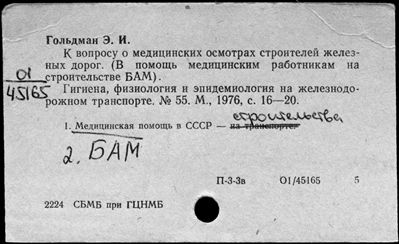 Гольдман Э. И.
К вопросу о медицинских осмотрах строителей желез-
ных дорог. (В помощь медицинским работникам на
01
строительстве БАМ).
45165
Гигиена, физиология и эпидемиология на железнодо-
рожном транспорте. № 55. М., 1976, с. 16—20.
строительства
1. Медицинская помощь в СССР — на транспорте.
2. БАМ
П-3-3в 01/45165 5
2224 СБМБ при ГЦНМБ